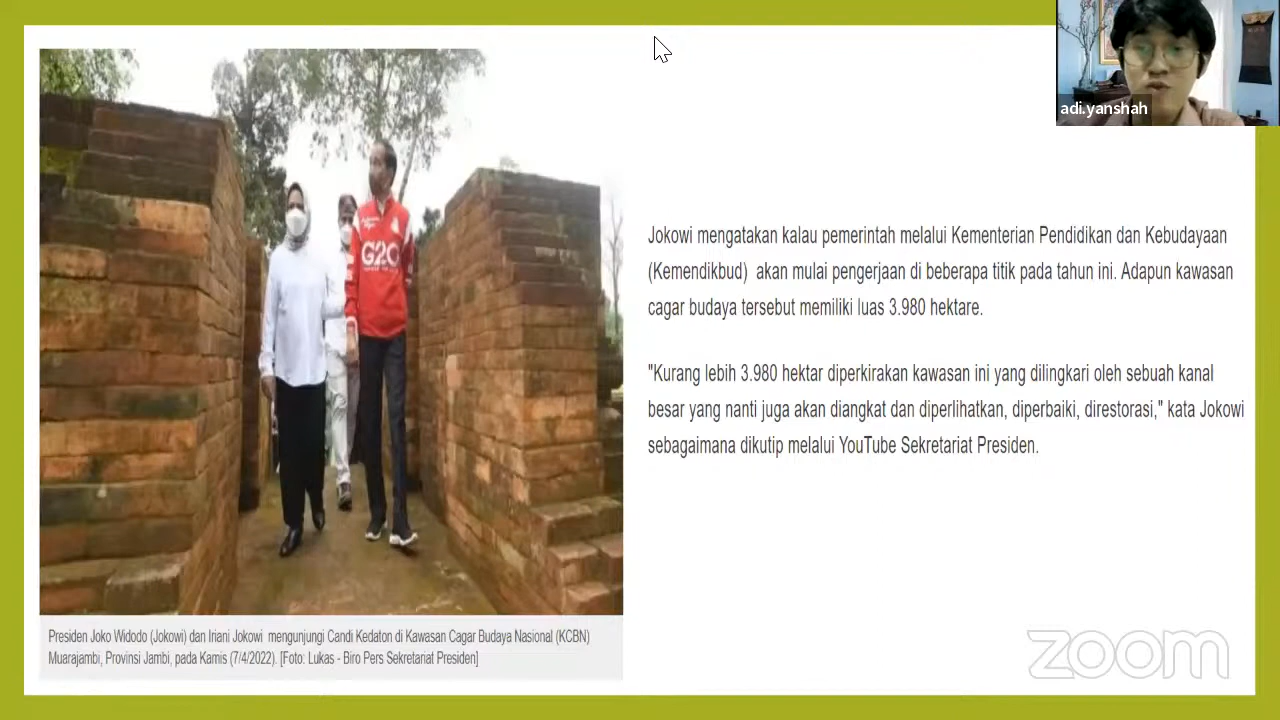 adi.yanshah
G20
Jokowi mengatakan kalau pemerintah melalui Kementerian Pendidikan dan Kebudayaan
(Kemendikbud) akan mulai pengerjaan di beberapa titik pada tahun ini. Adapun kawasan
cagar budaya tersebut memiliki luas 3.980 hektare.
"Kurang lebih 3.980 hektar diperkirakan kawasan ini yang dilingkari oleh sebuah kanal
besar yang nanti juga akan diangkat dan diperlihatkan, diperbaiki, direstorasi," kata Jokowi
sebagaimana dikutip melalui YouTube Sekretariat Presiden.
Presiden Joko Widodo (Jokowi) dan Iriani Jokowi mengunjungi Candi Kedaton di Kawasan Cagar Budaya Nasional (KCBN)
Muarajambi, Provinsi Jambi, pada Kamis (7/4/2022). [Foto: Lukas - Biro Pers Sekretariat Presiden]
zoom